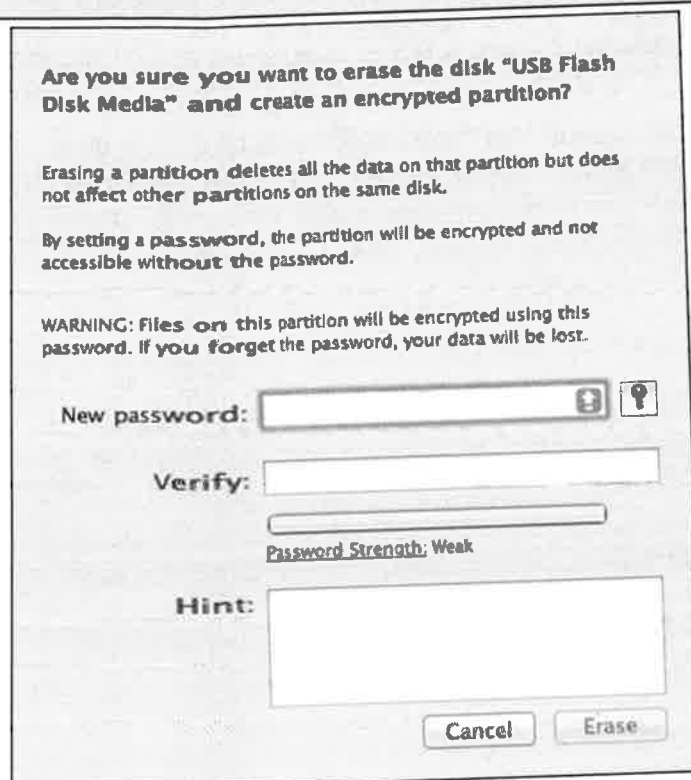 Are you sure you want to erase the disk "USB Flash
Disk Media" and create an encrypted partition?
Erasing a partition deletes all the data on that partition but does
not affect other partitions on the same disk.
By setting a password, the partition will be encrypted and not
accessible without the password.
WARNING: Files on this partition will be encrypted using this
password. If you forget the password, your data will be lost.
New password:
Verify:
Password Strength: Weak
Hint:
Cancel Erase